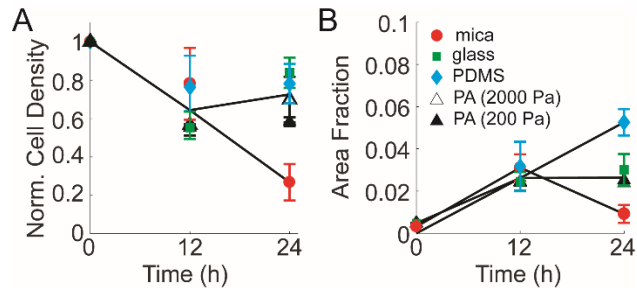 A
Norm. Cell Density
1
0.8
0.6
0.4
0.2
0
0
12
24
Time (h)
B
Area Fraction
0.1
0.08
0.06
0.04
0.02
0
0
12
24
Time (h)
mica
glass
PDMS
PA (2000 Pa)
PA (200 Pa)